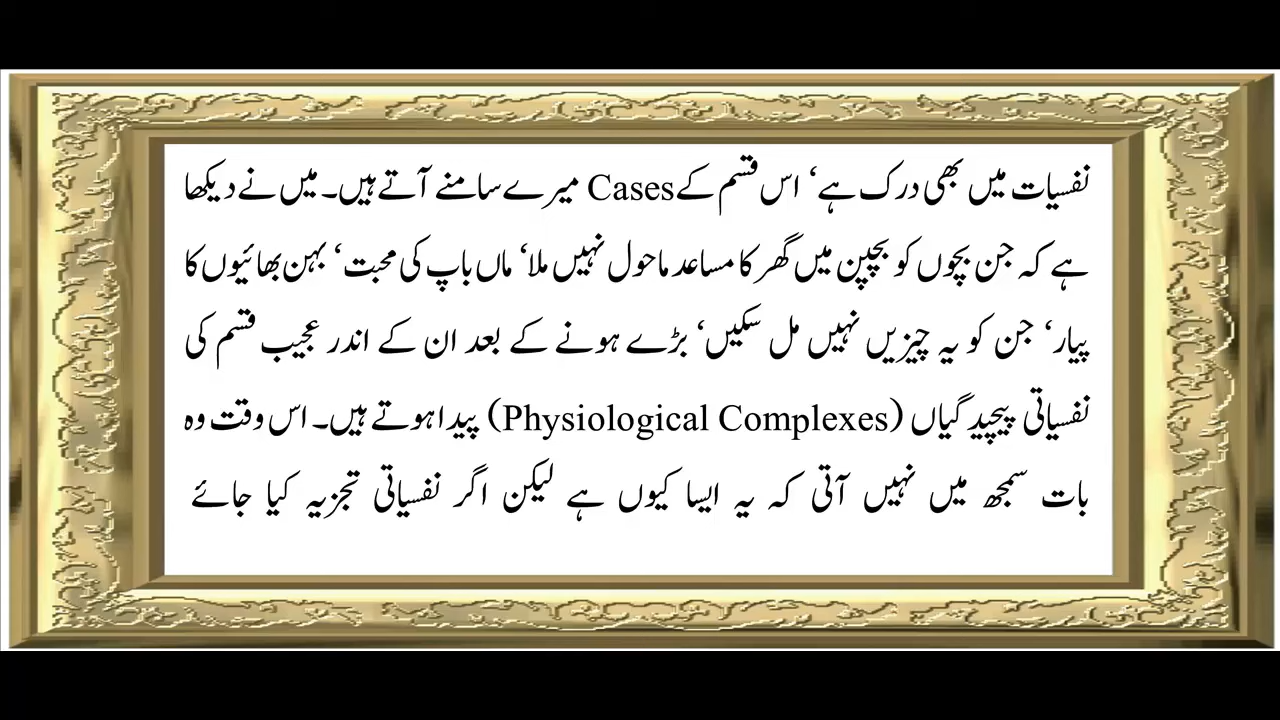 نفسیات میں بھی درک ہے‘ اس قسم کے Cases میرے سامنے آتے ہیں۔ میں نے دیکھا
ہے کہ جن بچوں کو بچپن میں گھر کا مساعد ماحول نہیں ملا‘ ماں باپ کی محبت‘ بہن بھائیوں کا
پیار‘ جن کو یہ چیزیں نہیں مل سکیں‘ بڑے ہونے کے بعد ان کے اندر عجیب قسم کی
نفسیاتی پیچیدگیاں (Physiological Complexes) پیدا ہوتے ہیں۔ اس وقت وہ
بات سمجھ میں نہیں آتی کہ یہ ایسا کیوں ہے لیکن اگر نفسیاتی تجزیہ کیا جائے